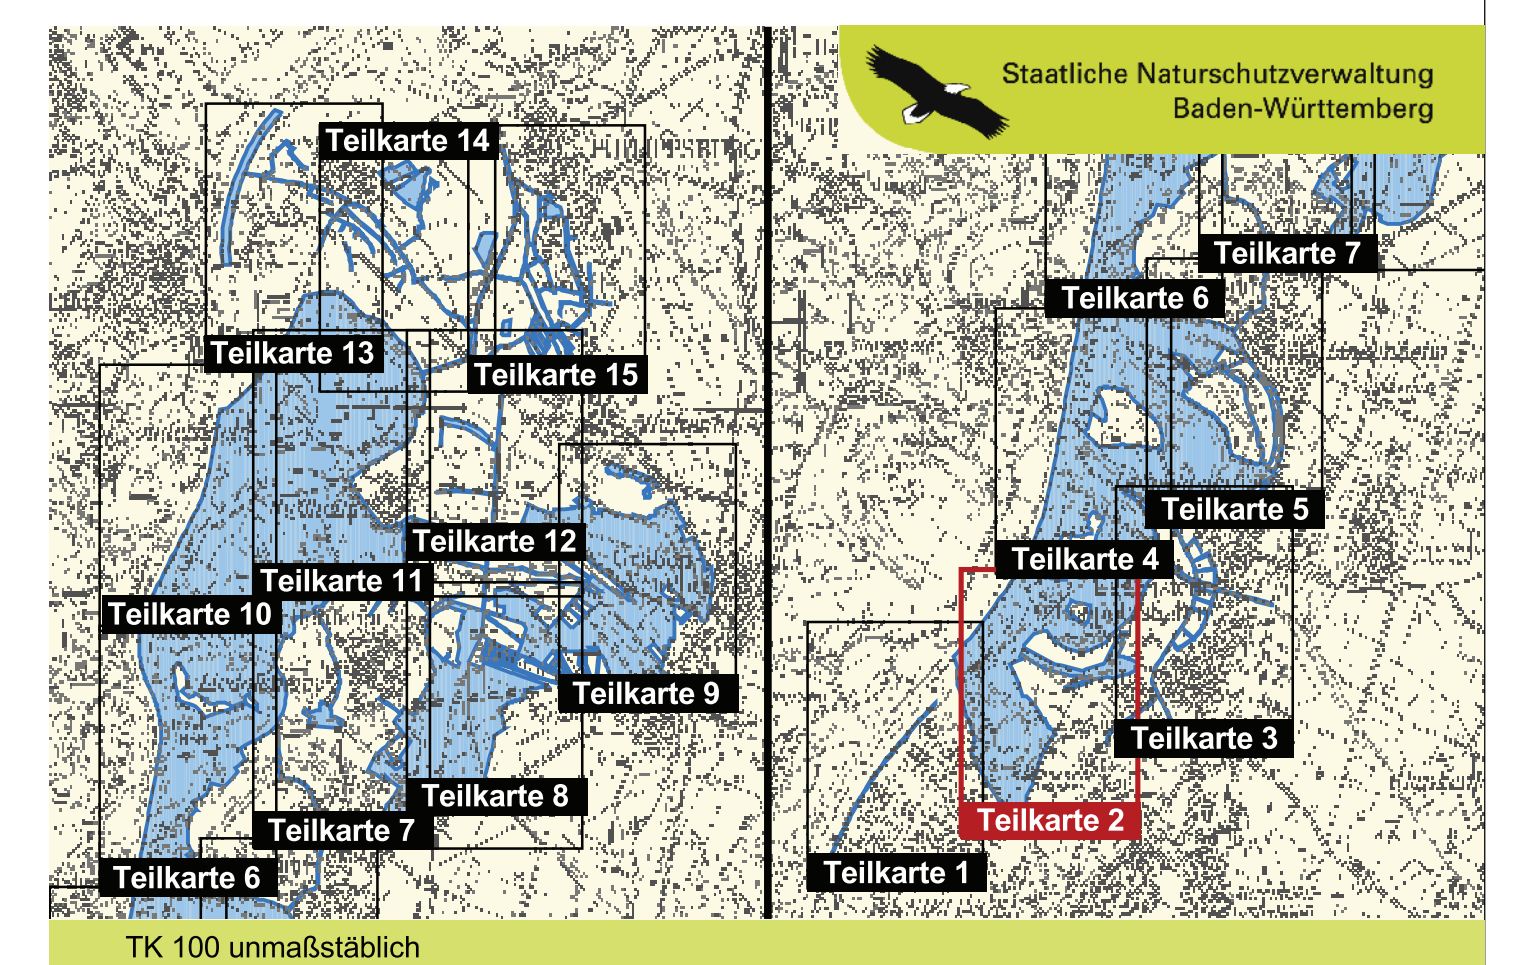 Staatliche Naturschutzverwaltung
Baden-Württemberg
Teilkarte 14
Teilkarte 13
Teilkarte 15
Teilkarte 12
Teilkarte 11
Teilkarte 10
Teilkarte 9
Teilkarte 8
Teilkarte 7
Teilkarte 6
Teilkarte 7
Teilkarte 6
Teilkarte 5
Teilkarte 4
Teilkarte 3
Teilkarte 2
Teilkarte 1
TK 100 unmaßstäblich